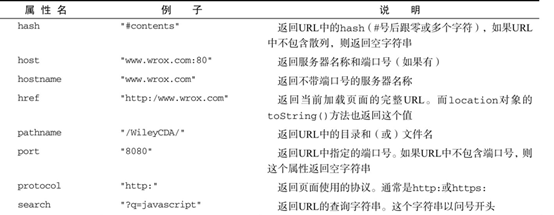 属 性 名 例 子 说 明
hash "#contents" 返回URL中的hash(#号后跟零或多个字符),如果URL
中不包含散列,则返回空字符串
host "www.wrox.com:80" 返回服务器名称和端口号(如果有)
hostname "www.wrox.com" 返回不带端口号的服务器名称
href "http:/www.wrox.com" 返回当前加载页面的完整URL。而location对象的
toString()方法也返回这个值
pathname "/WileyCDA/" 返回URL中的目录和(或)文件名
port "8080" 返回URL中指定的端口号。如果URL中不包含端口号,则
这个属性返回空字符串
protocol "http:" 返回页面使用的协议。通常是http:或https:
search "?q=javascript" 返回URL的查询字符串。这个字符串以问号开头